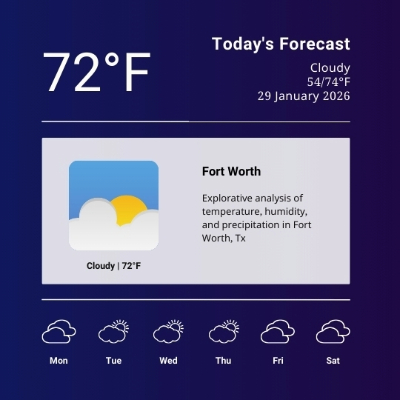 72°F
Today's Forecast
Cloudy
54/74°F
29 January 2026
Fort Worth
Explorative analysis of
temperature, humidity,
and precipitation in Fort
Worth, Tx
Cloudy | 72°F
Mon Tue Wed Thu Fri Sat